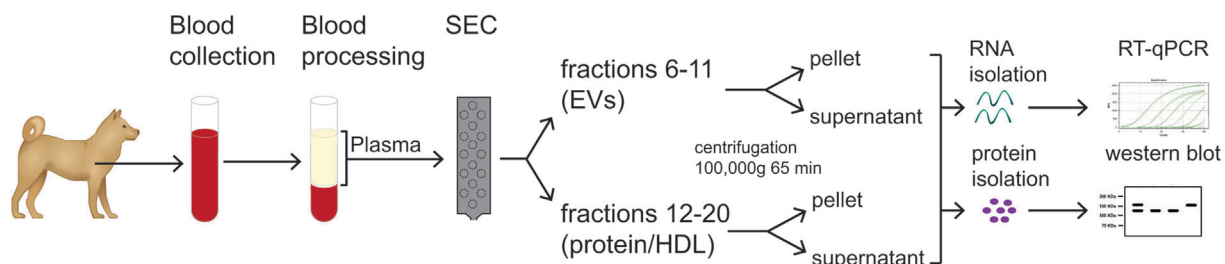 Blood
collection
Blood
processing
SEC
Plasma
fractions 6-11
(EVs)
fractions 12-20
(protein/HDL)
pellet
supernatant
centrifugation
100,000g 65 min
pellet
supernatant
RNA
isolation
protein
isolation
RT-qPCR
western blot